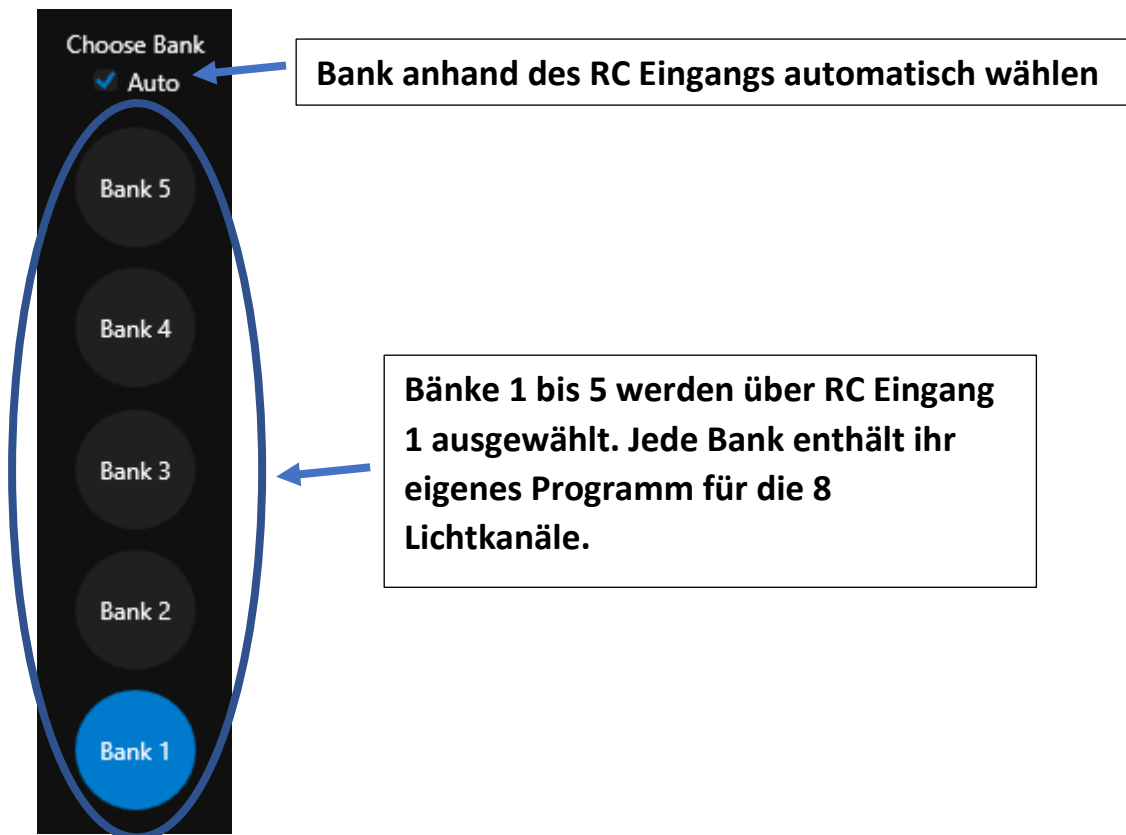 Choose Bank
Auto
Bank anhand des RC Eingangs automatisch wählen
Bank 5
Bank 4
Bank 3
Bänke 1 bis 5 werden über RC Eingang
1 ausgewählt. Jede Bank enthält ihr
eigenes Programm für die 8
Lichtkanäle.
Bank 2
Bank 1